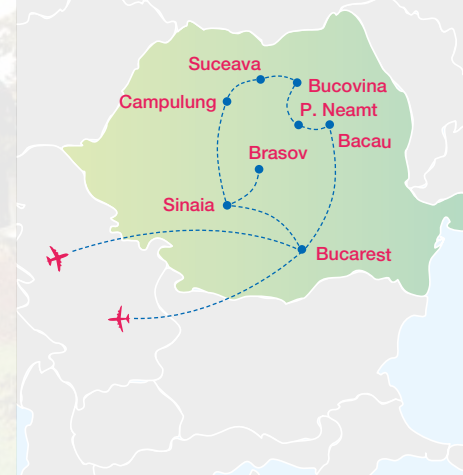 Suceava
Bucovina
Campulung
P. Neamt
Bacau
Brasov
Sinaia
Bucarest